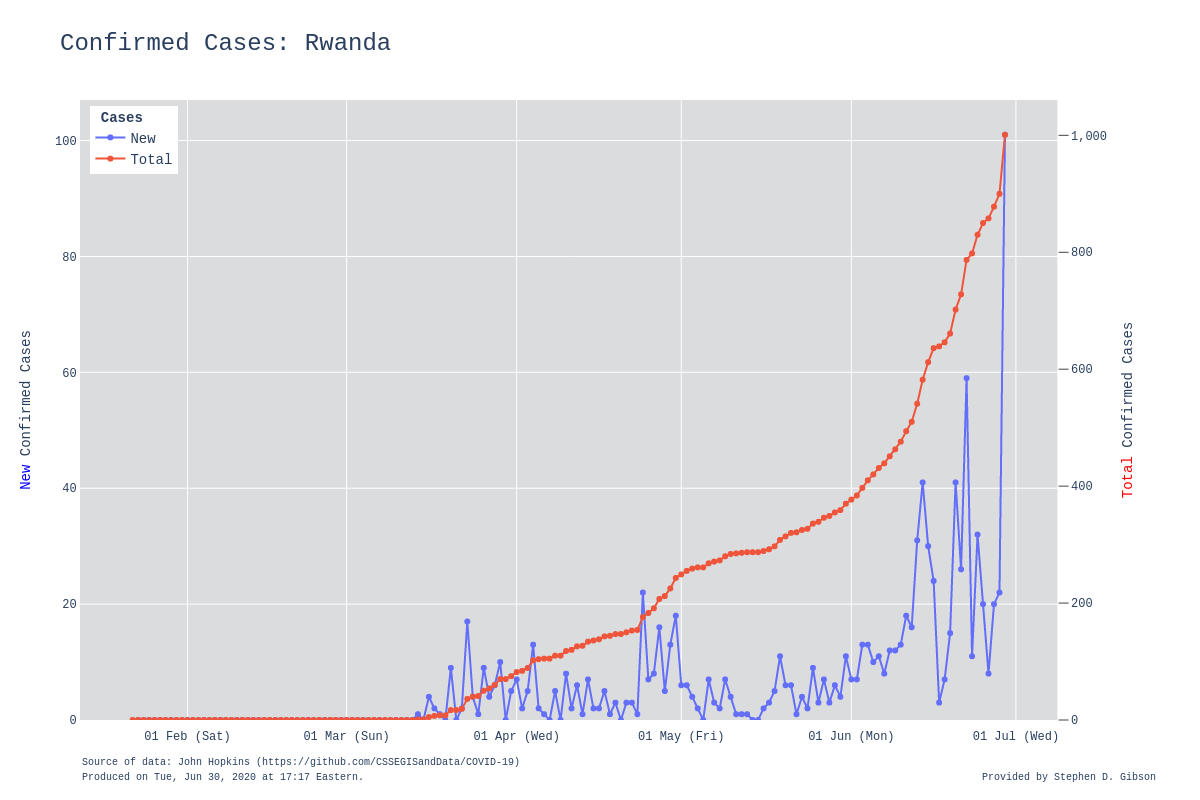 Confirmed Cases: Rwanda
Cases
New
Total
100
80
60
40
20
0
1,000
800
600
400
200
0
New Confirmed Cases
Total Confirmed Cases
01 Feb (Sat)
01 Mar (Sun)
01 Apr (Wed)
01 May (Fri)
01 Jun (Mon)
01 Jul (Wed)
Source of data: John Hopkins (https://github.com/CSSEGISandData/COVID-19)
Produced on Tue, Jun 30, 2020 at 17:17 Eastern.
Provided by Stephen D. Gibson